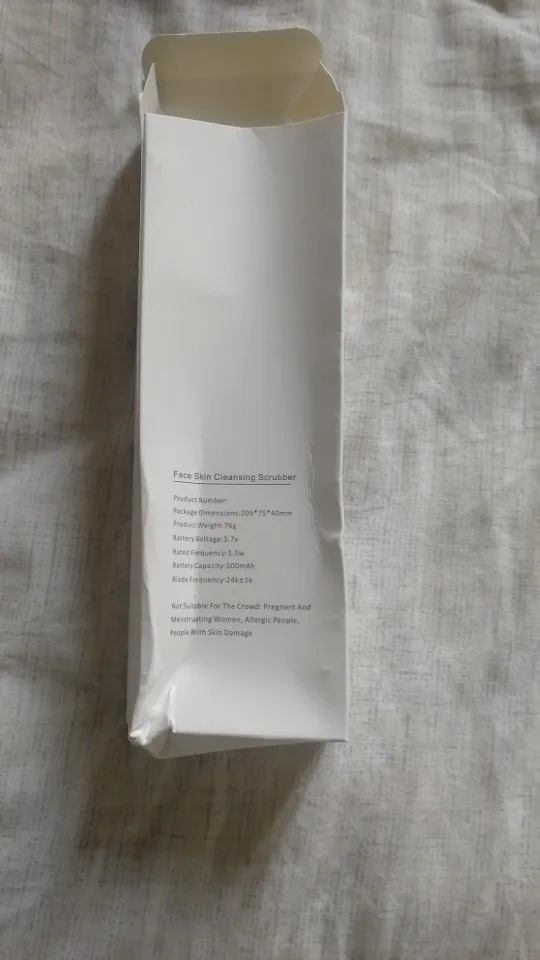 Face Skin Cleansing Scrubber
Product Number:
Package Dimensions:205*75*40mm
Product Weight:76g
Battery Voltage:3.7v
Rated Frequency:1.5w
Battery Capacity:500mAh
Blade Frequency:24k±1k
Not Suitable For The Crowd: Pregnant And
Menstruating Women, Allergic People,
People With Skin Damage